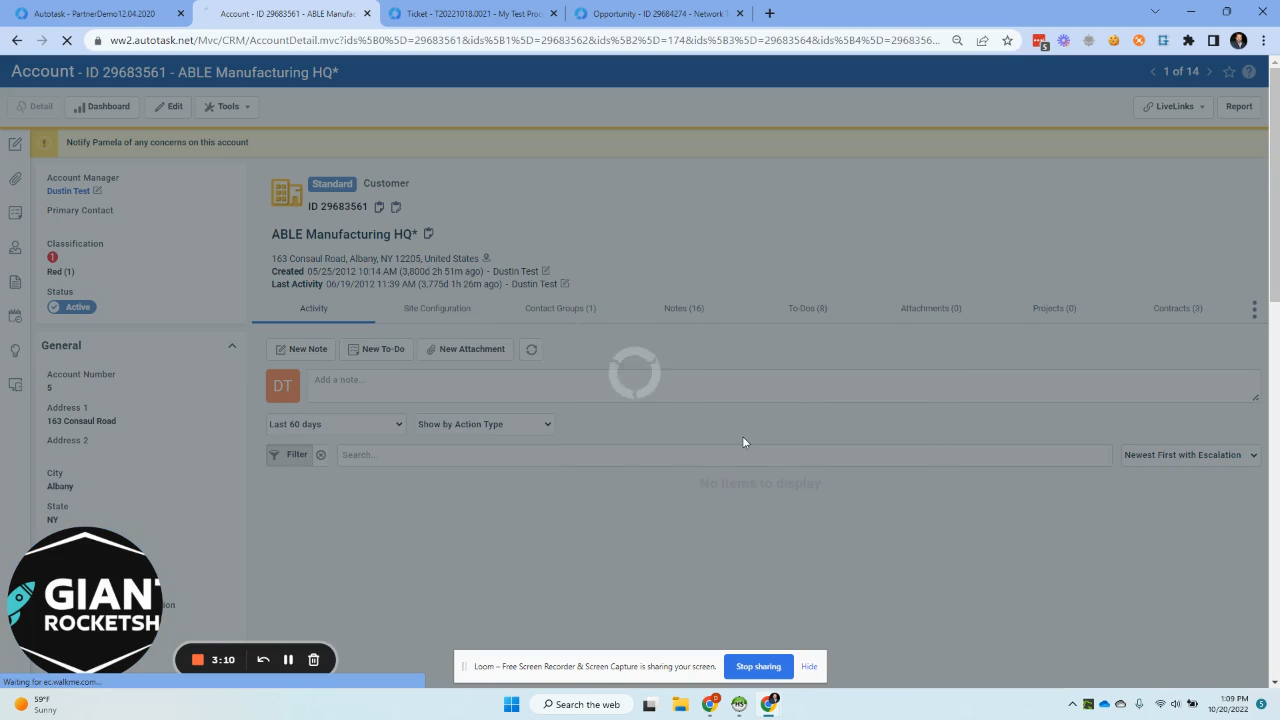 Autotask - PartnerDemo12.04.2020
Account - ID 29683561 - ABLE Manufac
Ticket - T20221018.0001 - My Test Proc
Opportunity - ID 29684274 - Network T
ww2.autotask.net/Mvc/CRM/AccountDetail.mvc?ids%5B0%5D=29683561&ids%5B1%5D=29683562&ids%5B2%5D=174&ids%5B3%5D=29683564&ids%5B4%5D=2968356...
5
Account - ID 29683561 - ABLE Manufacturing HQ*
1 of 14
Detail
Dashboard
Edit
Tools
LiveLinks
Report
Notify Pamela of any concerns on this account
Account Manager
Dustin Test
Primary Contact
Classification
1
Red (1)
Status
Active
General
Account Number
5
Address 1
163 Consaul Road
Address 2
City
Albany
State
NY
Standard Customer
ID 29683561
ABLE Manufacturing HQ*
163 Consaul Road, Albany, NY 12205, United States
Created 05/25/2012 10:14 AM (3,800d 2h 51m ago) - Dustin Test
Last Activity 06/19/2012 11:39 AM (3,775d 1h 26m ago) - Dustin Test
Activity
Site Configuration
Contact Groups (1)
Notes (16)
To-Dos (8)
Attachments (0)
Projects (0)
Contracts (3)
New Note
New To-Do
New Attachment
DT
Add a note...
Last 60 days
Show by Action Type
Filter
Search...
Newest First with Escalation
No items to display
GIANT
ROCKETSH
3:10
Loom – Free Screen Recorder & Screen Capture is sharing your screen.
Stop sharing
Hide
Waiting for ec.walkme.com...
59°F
Sunny
Search the web
1:09 PM
10/20/2022
5